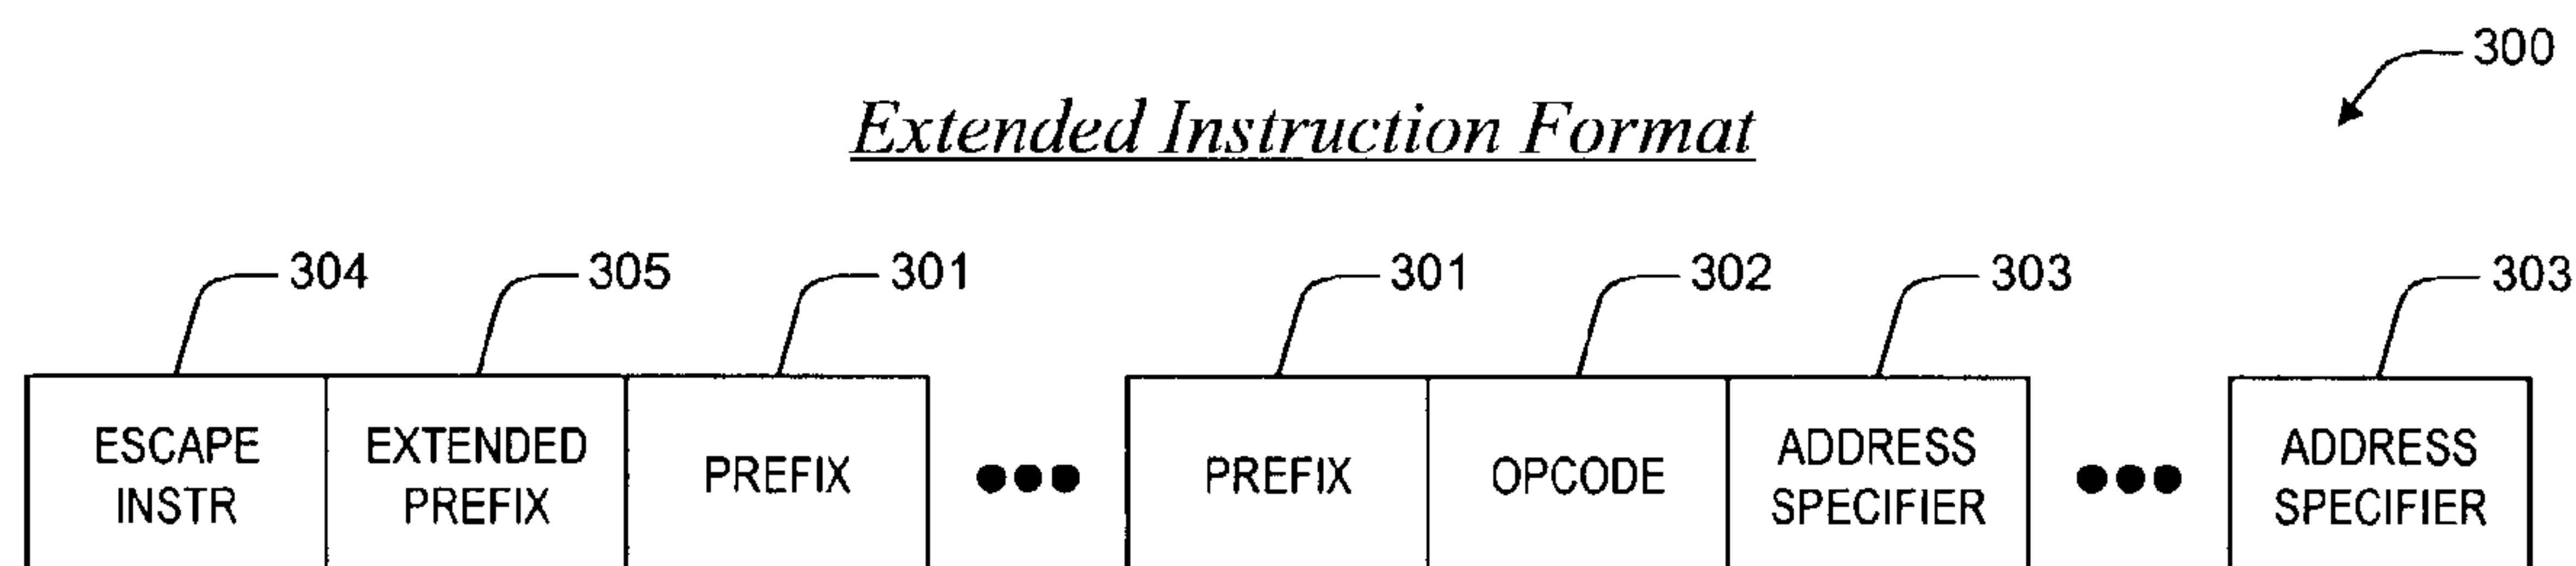 300
Extended Instruction Format
304 305 301 301 302 303 303
ESCAPE INSTR
EXTENDED PREFIX
PREFIX
PREFIX
OPCODE
ADDRESS SPECIFIER
ADDRESS SPECIFIER